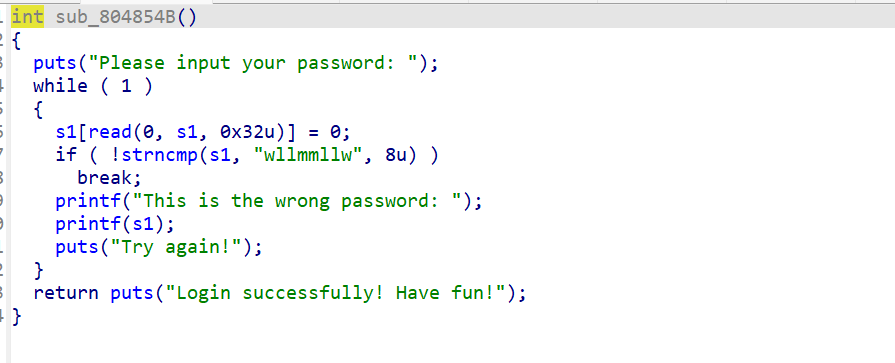 int sub_804854B()
{
  puts("Please input your password: ");
  while ( 1 )
  {
    s1[read(0, s1, 0x32u)] = 0;
    if ( !strncmp(s1, "wllmmllw", 8u) )
      break;
    printf("This is the wrong password: ");
    printf(s1);
    puts("Try again!");
  }
  return puts("Login successfully! Have fun!");
}